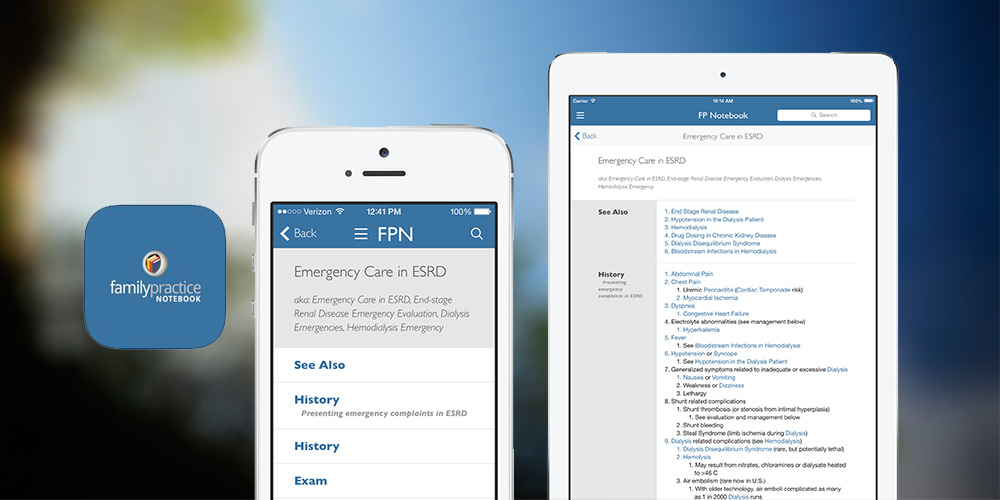 familypractice
NOTEBOOK
Verizon 12:41 PM 100%
Back FPN
Emergency Care in ESRD
aka: Emergency Care in ESRD, End-stage
Renal Disease Emergency Evaluation, Dialysis
Emergencies, Hemodialysis Emergency
See Also
History
Presenting emergency complaints in ESRD
History
Exam
Carrier 10:14 AM 100%
FP Notebook Search
Back Emergency Care in ESRD
Emergency Care in ESRD
aka: Emergency Care in ESRD, End-stage Renal Disease Emergency Evaluation, Dialysis Emergencies,
Hemodialysis Emergency
See Also
1. End Stage Renal Disease
2. Hypotension in the Dialysis Patient
3. Hemodialysis
4. Drug Dosing in Chronic Kidney Disease
5. Dialysis Disequilibrium Syndrome
6. Bloodstream Infections in Hemodialysis
History
Presenting
emergency
complaints in ESRD
1. Abdominal Pain
2. Chest Pain
1. Uremic Pericarditis (Cardiac Tamponade risk)
2. Myocardial Ischemia
3. Dyspnea
1. Congestive Heart Failure
4. Electrolyte abnormalities (see management below)
1. Hyperkalemia
5. Fever
1. See Bloodstream Infections in Hemodialysis
6. Hypotension or Syncope
1. See Hypotension in the Dialysis Patient
7. Generalized symptoms related to inadequate or excessive Dialysis
1. Nausea or Vomiting
2. Weakness or Dizziness
3. Lethargy
8. Shunt related complications
1. Shunt thrombosis (or stenosis from intimal hyperplasia)
1. See evaluation and management below
2. Shunt bleeding
3. Steal Syndrome (limb ischemia during Dialysis)
9. Dialysis related complications (see Hemodialysis)
1. Dialysis Disequilibrium Syndrome (rare, but potentially lethal)
2. Hemolysis
1. May result from nitrates, chloramines or dialysate heated
to >46 C
3. Air embolism (rare now in U.S.)
1. With older technology, air emboli complicated as many
as 1 in 2000 Dialysis runs